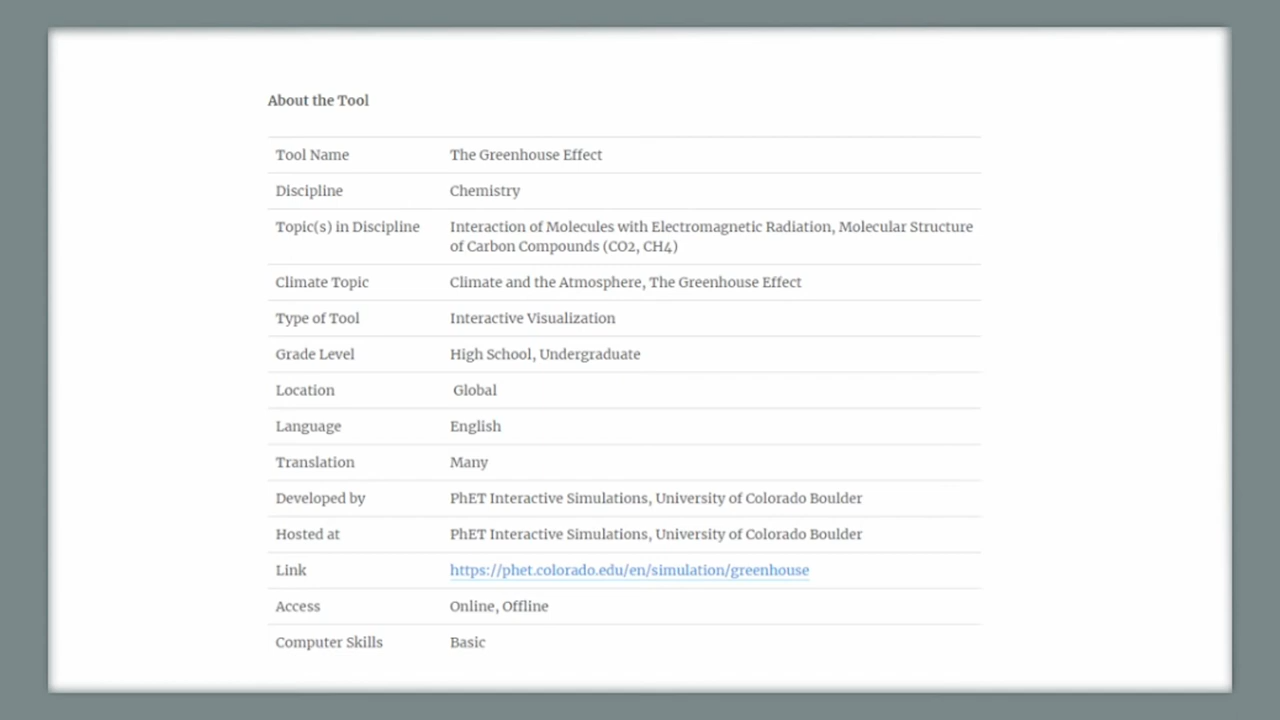 About the Tool
Tool Name The Greenhouse Effect
Discipline Chemistry
Topic(s) in Discipline Interaction of Molecules with Electromagnetic Radiation, Molecular Structure
of Carbon Compounds (CO2, CH4)
Climate Topic Climate and the Atmosphere, The Greenhouse Effect
Type of Tool Interactive Visualization
Grade Level High School, Undergraduate
Location Global
Language English
Translation Many
Developed by PhET Interactive Simulations, University of Colorado Boulder
Hosted at PhET Interactive Simulations, University of Colorado Boulder
Link https://phet.colorado.edu/en/simulation/greenhouse
Access Online, Offline
Computer Skills Basic